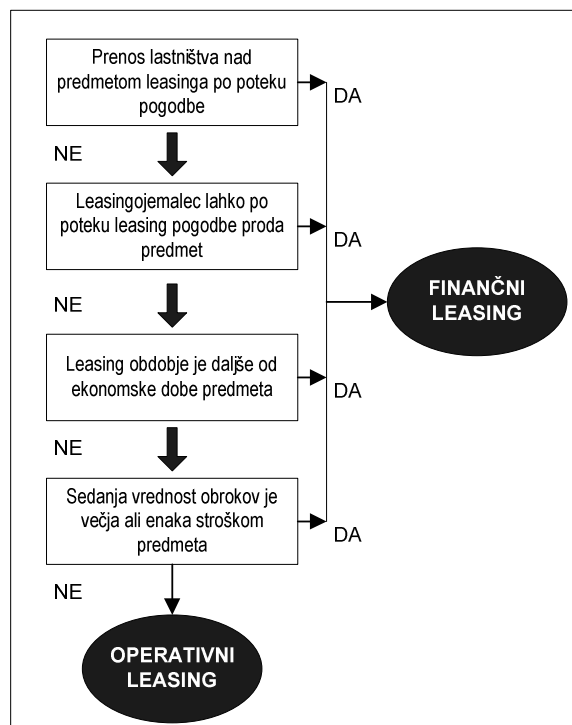 Prenos lastništva nad
predmetom leasinga po poteku
pogodbe
DA
NE
Leasingojemalec lahko po
poteku leasing pogodbe proda
predmet
DA
FINANČNI
LEASING
NE
Leasing obdobje je daljše od
ekonomske dobe predmeta
DA
NE
Sedanja vrednost obrokov je
večja ali enaka stroškom
predmeta
DA
NE
OPERATIVNI
LEASING